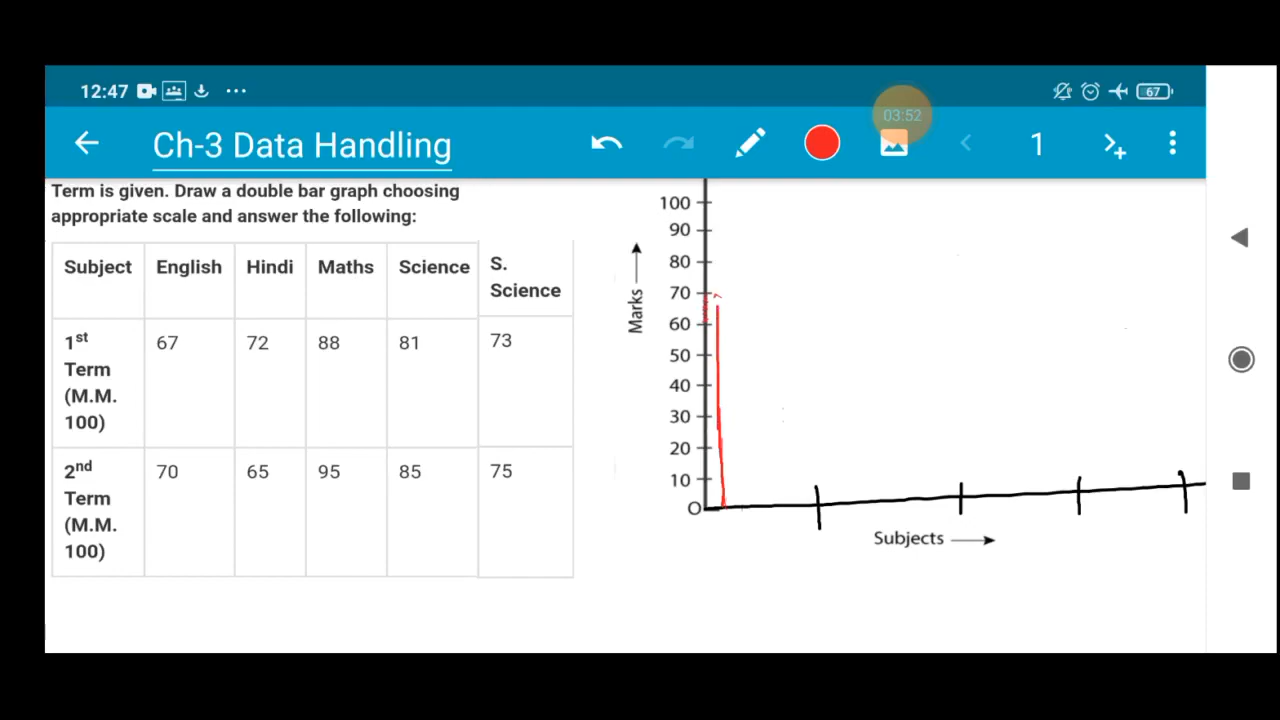 12:47
67
03:52
Ch-3 Data Handling
1
Term is given. Draw a double bar graph choosing
appropriate scale and answer the following:
Subject English Hindi Maths Science S. Science
1st Term (M.M. 100) 67 72 88 81 73
2nd Term (M.M. 100) 70 65 95 85 75
Marks
100
90
80
70
60
50
40
30
20
10
O
Subjects